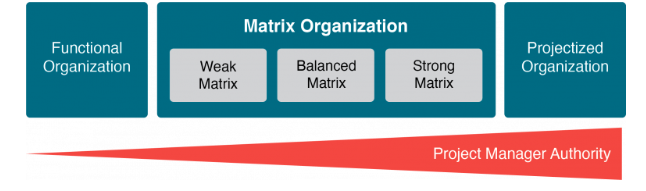 Functional
Organization
Matrix Organization
Weak
Matrix
Balanced
Matrix
Strong
Matrix
Projectized
Organization
Project Manager Authority